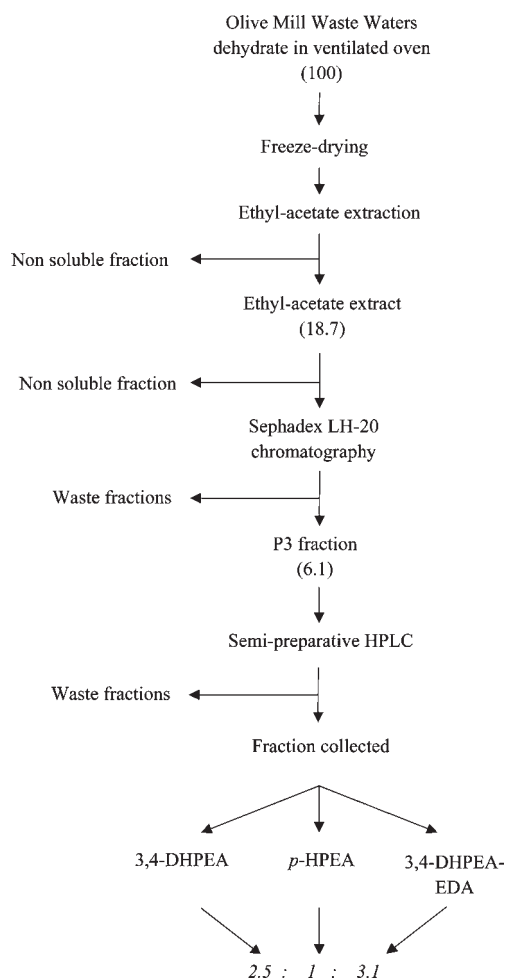 Olive Mill Waste Waters
dehydrate in ventilated oven
(100)
Freeze-drying
Ethyl-acetate extraction
Non soluble fraction
Ethyl-acetate extract
(18.7)
Non soluble fraction
Sephadex LH-20
chromatography
Waste fractions
P3 fraction
(6.1)
Semi-preparative HPLC
Waste fractions
Fraction collected
3,4-DHPEA
p-HPEA
3,4-DHPEA-
EDA
2.5 : 1 : 3.1